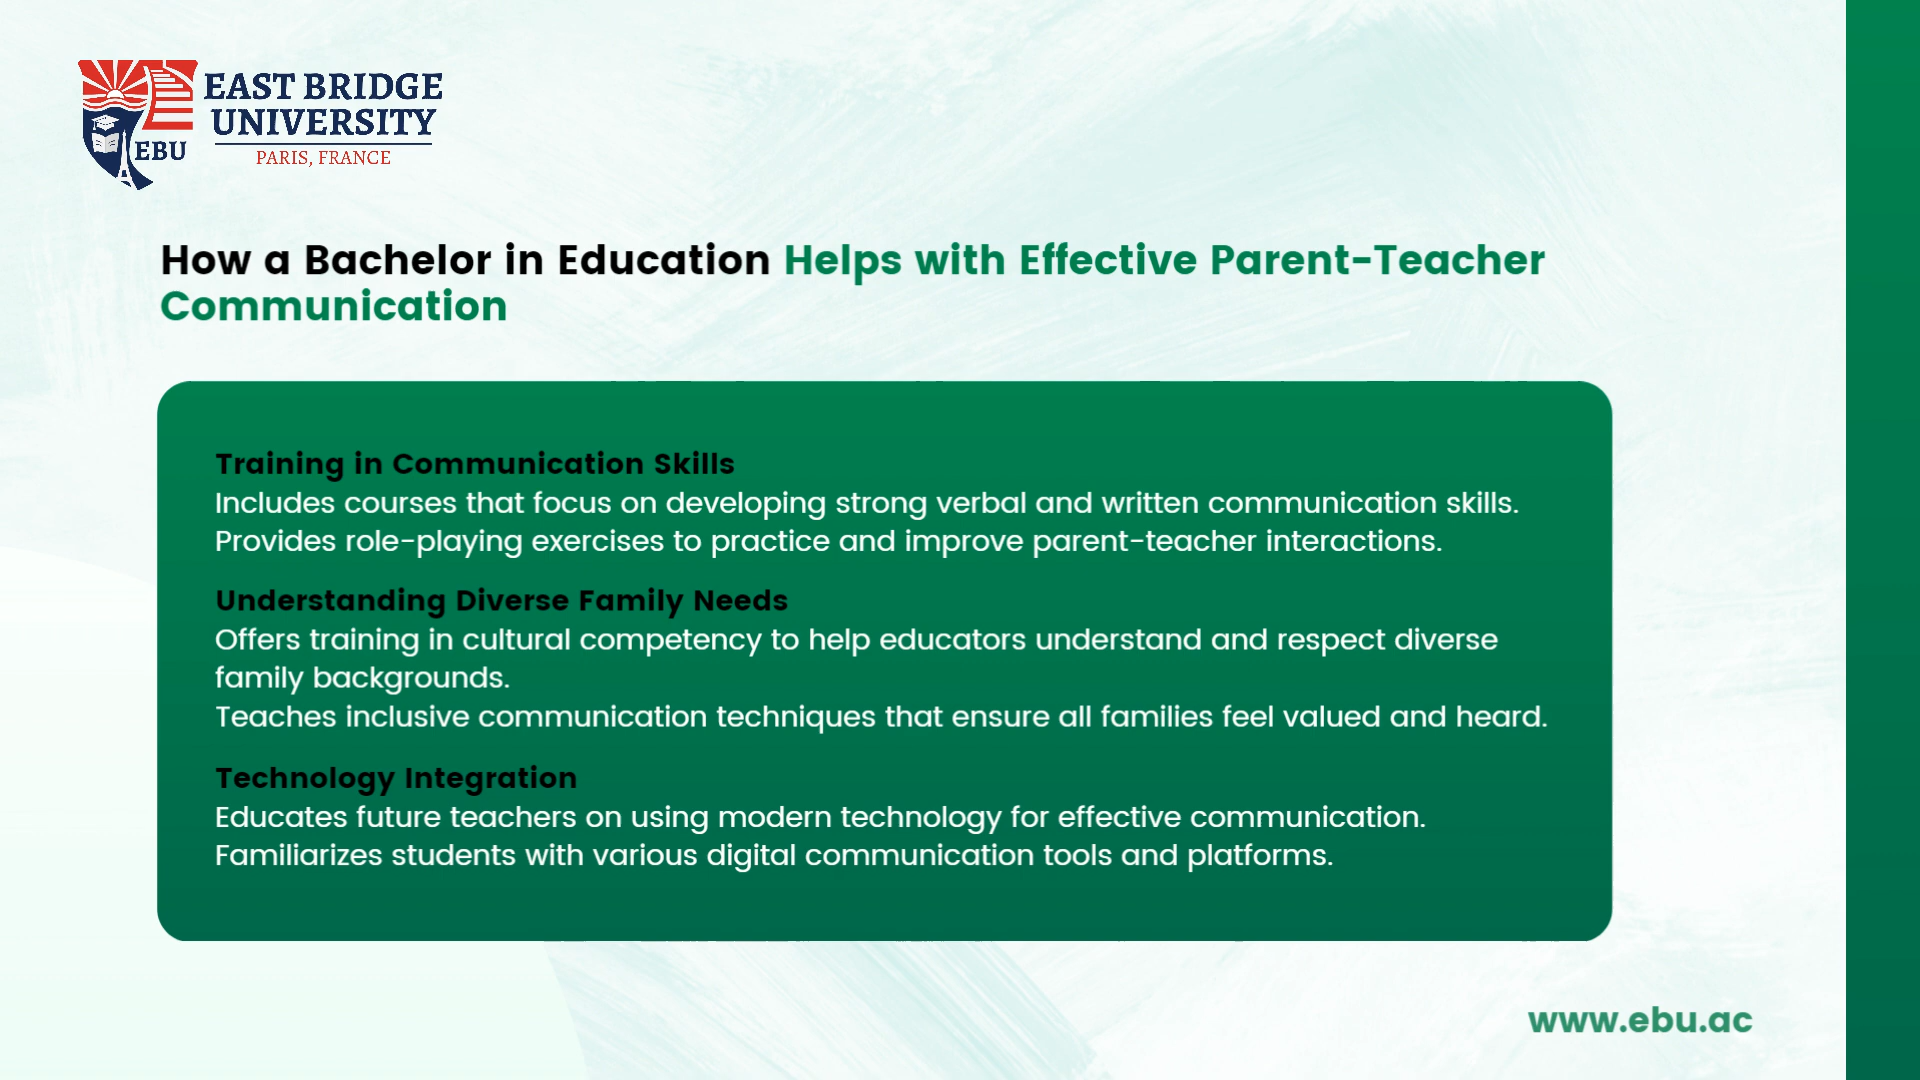 EAST BRIDGE
UNIVERSITY
EBU
PARIS, FRANCE
How a Bachelor in Education Helps with Effective Parent-Teacher
Communication
Training in Communication Skills
Includes courses that focus on developing strong verbal and written communication skills.
Provides role-playing exercises to practice and improve parent-teacher interactions.
Understanding Diverse Family Needs
Offers training in cultural competency to help educators understand and respect diverse
family backgrounds.
Teaches inclusive communication techniques that ensure all families feel valued and heard.
Technology Integration
Educates future teachers on using modern technology for effective communication.
Familiarizes students with various digital communication tools and platforms.
www.ebu.ac